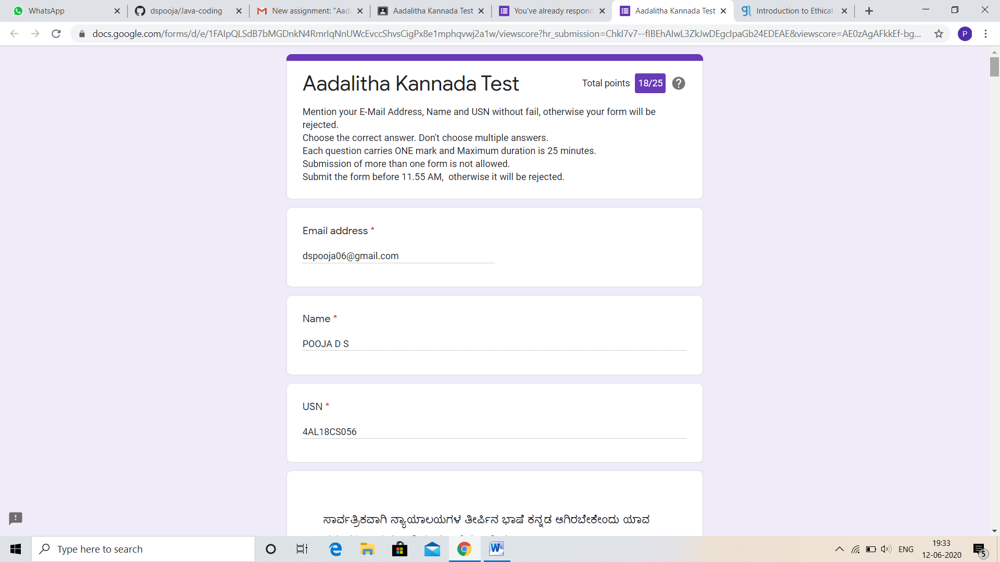 WhatsApp
dspooja/Java-coding
New assignment: "Aada
Aadalitha Kannada Test
You've already respond
Aadalitha Kannada Test
Introduction to Ethical
docs.google.com/forms/d/e/1FAIpQLSdB7bMGDnkN4RmrIqNnUWcEvccShvsCigPx8e1mphqvwj2a1w/viewscore?hr_submission=ChkI7v7--fIBEhAIwL3ZkJwDEgcIpaGb24EDEAE&viewscore=AE0zAgAFkkEf-bg...
P
Aadalitha Kannada Test
Total points 18/25
Mention your E-Mail Address, Name and USN without fail, otherwise your form will be
rejected.
Choose the correct answer. Don't choose multiple answers.
Each question carries ONE mark and Maximum duration is 25 minutes.
Submission of more than one form is not allowed.
Submit the form before 11.55 AM,  otherwise it will be rejected.
Email address *
dspooja06@gmail.com
Name *
POOJA D S
USN *
4AL18CS056
ಸಾರ್ವತ್ರಿಕವಾಗಿ ನ್ಯಾಯಾಲಯಗಳ ತೀರ್ಪಿನ ಭಾಷೆ ಕನ್ನಡ ಆಗಿರಬೇಕೇಂದು ಯಾವ
Type here to search
ENG
19:33
12-06-2020
5